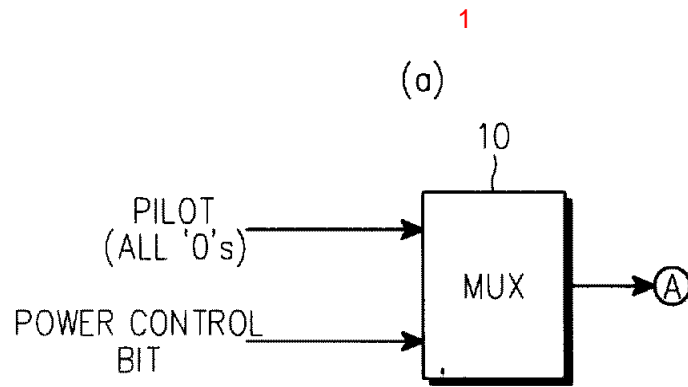 1
(a)
10
PILOT
(ALL '0's)
MUX
A
POWER CONTROL
BIT